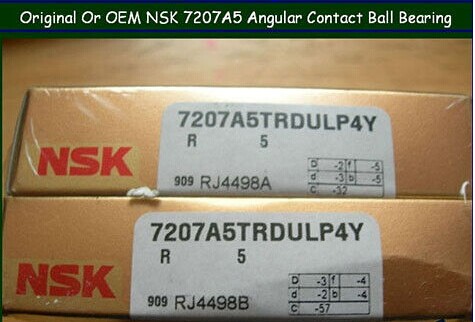 Original Or OEM NSK 7207A5 Angular Contact Ball Bearing
NSK
7207A5TRDULP4Y
R 5
909 RJ4498A
D -2 f -5
d -3 b -5
C -32
NSK
7207A5TRDULP4Y
R 5
909 RJ4498B
D -3 f -4
d -2 b -4
C -57